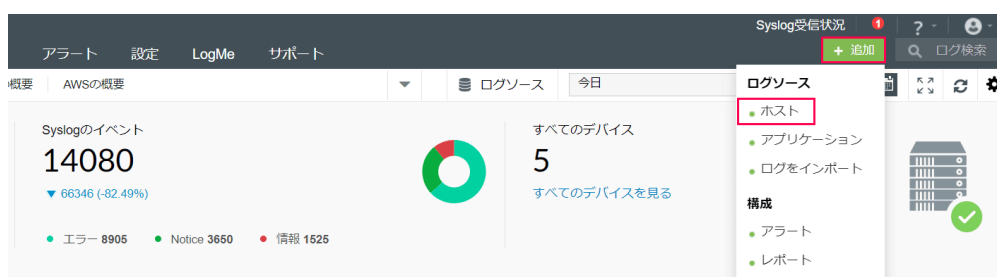 Syslog受信状況 1 ?
アラート 設定 LogMe サポート + 追加 ログ検索
概要 AWSの概要 ログソース 今日
ログソース
ホスト
アプリケーション
ログをインポート
構成
アラート
レポート
Syslogのイベント
14080
▼ 66346 (-82.49%)
エラー 8905 Notice 3650 情報 1525
すべてのデバイス
5
すべてのデバイスを見る